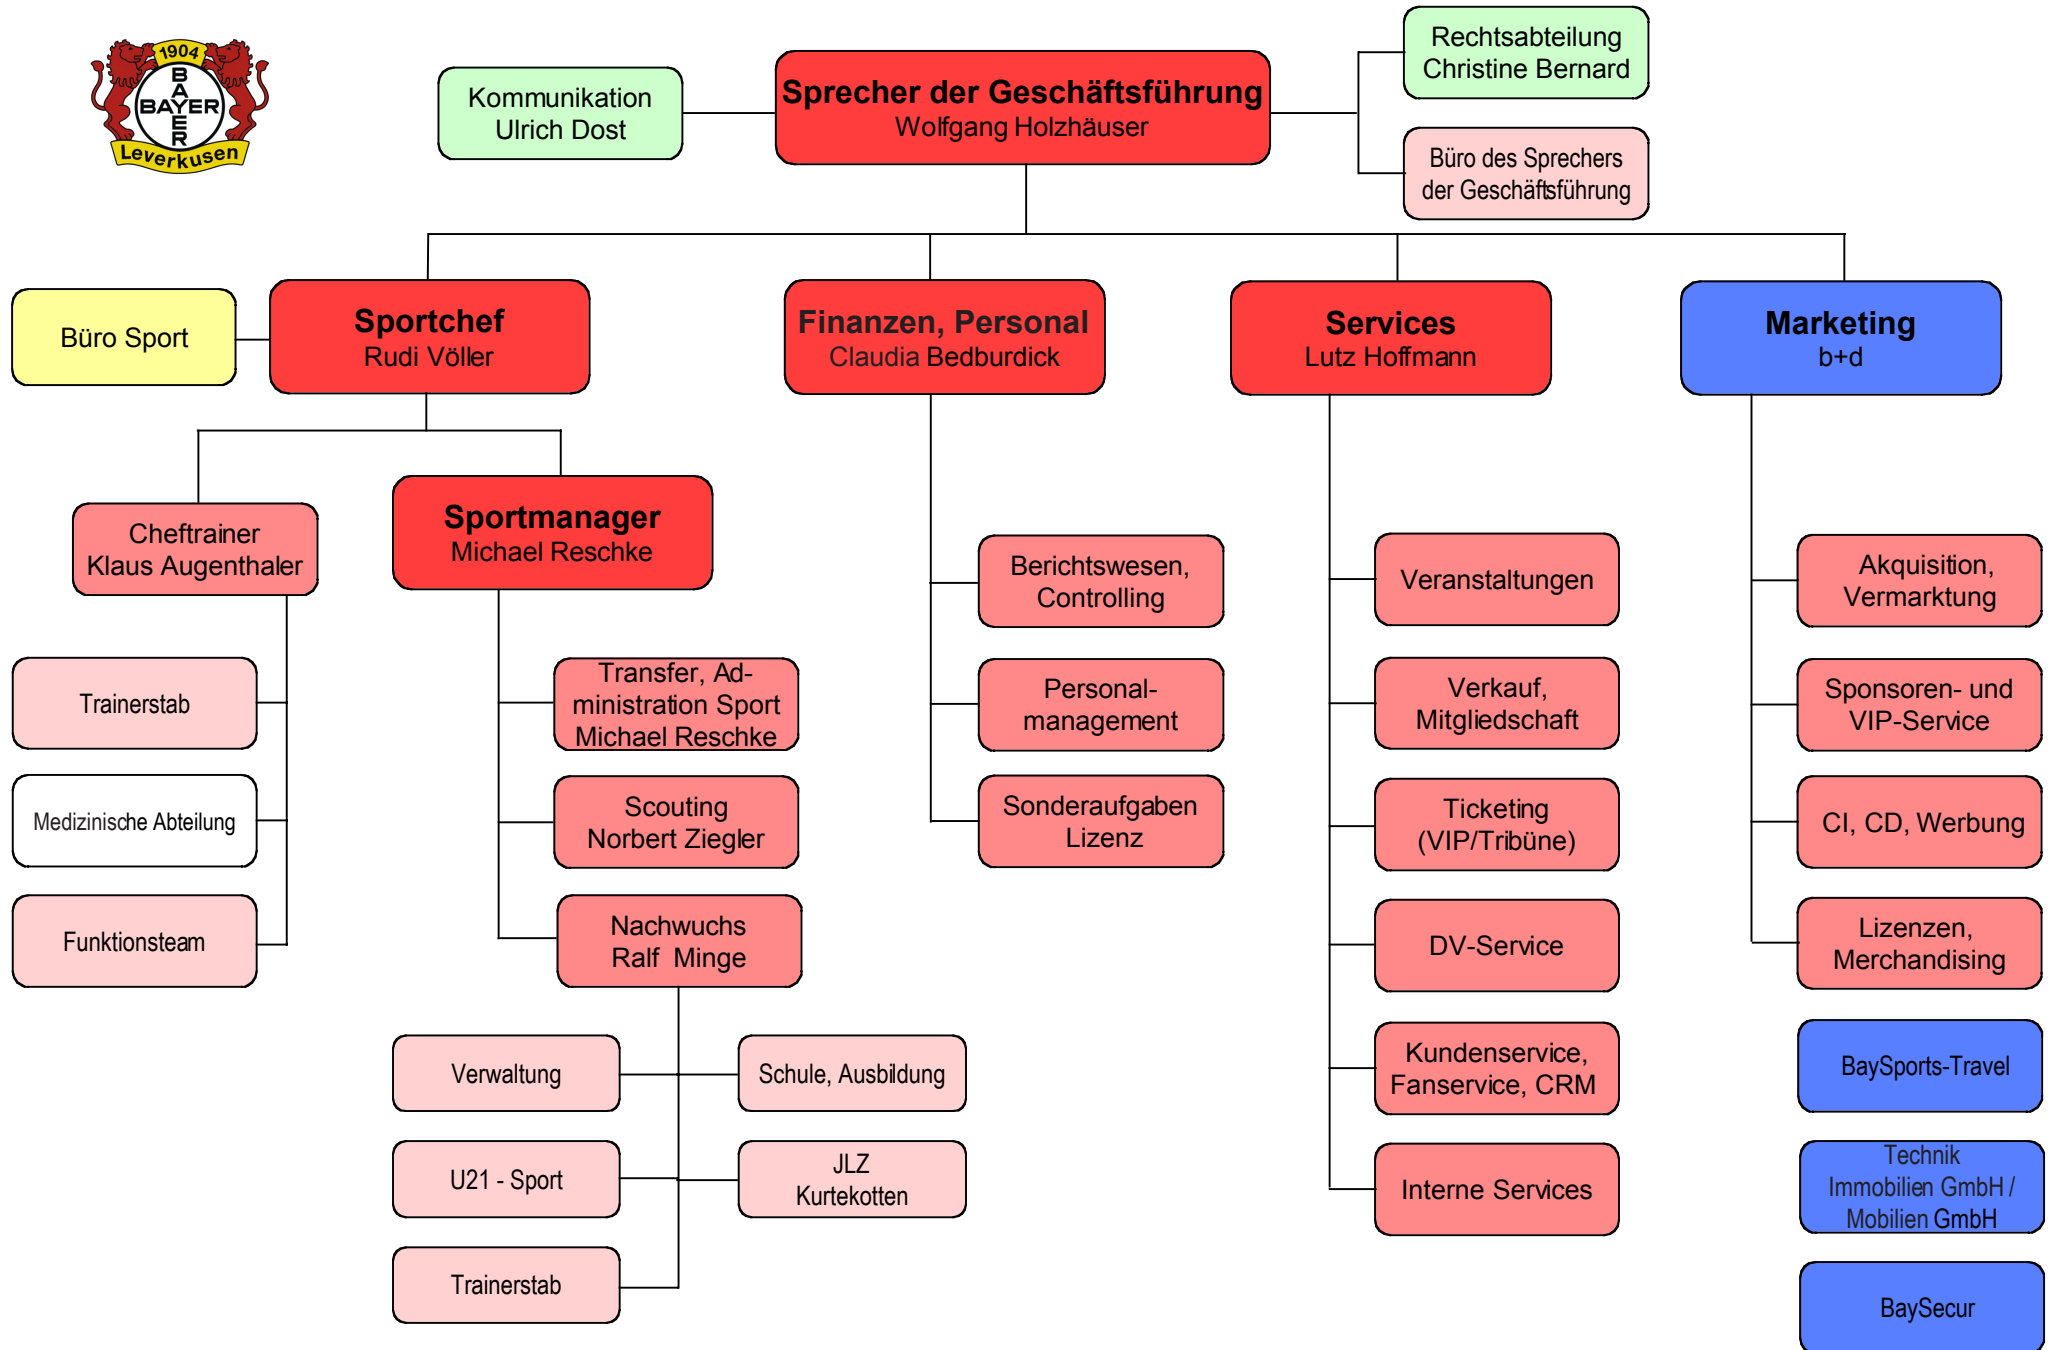 1904
BAYER
BAYER
Leverkusen
Kommunikation
Ulrich Dost
Sprecher der Geschäftsführung
Wolfgang Holzhäuser
Rechtsabteilung
Christine Bernard
Büro des Sprechers
der Geschäftsführung
Büro Sport
Sportchef
Rudi Völler
Finanzen, Personal
Claudia Bedburdick
Services
Lutz Hoffmann
Marketing
b+d
Cheftrainer
Klaus Augenthaler
Sportmanager
Michael Reschke
Trainerstab
Medizinische Abteilung
Funktionsteam
Transfer, Ad-
ministration Sport
Michael Reschke
Scouting
Norbert Ziegler
Nachwuchs
Ralf Minge
Verwaltung
Schule, Ausbildung
U21 - Sport
JLZ
Kurtekotten
Trainerstab
Berichtswesen,
Controlling
Personal-
management
Sonderaufgaben
Lizenz
Veranstaltungen
Verkauf,
Mitgliedschaft
Ticketing
(VIP/Tribüne)
DV-Service
Kundenservice,
Fanservice, CRM
Interne Services
Akquisition,
Vermarktung
Sponsoren- und
VIP-Service
CI, CD, Werbung
Lizenzen,
Merchandising
BaySports-Travel
Technik
Immobilien GmbH /
Mobilien GmbH
BaySecur